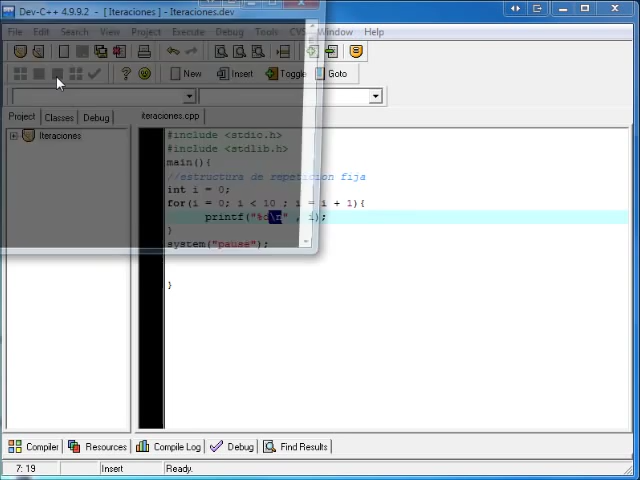 Dev-C++ 4.9.9.2 - [ Iteraciones ] - Iteraciones.dev
File Edit Search View Project Execute Debug Tools CVS Window Help
New Insert Toggle Goto
Project Classes Debug
Iteraciones
iteraciones.cpp
#include <stdio.h>
#include <stdlib.h>
main(){
//estructura de repeticion fija
int i = 0;
for(i = 0; i < 10 ; i = i + 1){
printf("%d\n" , i);
}
system("pause");
}
Compiler Resources Compile Log Debug Find Results
7: 19 Insert Ready.